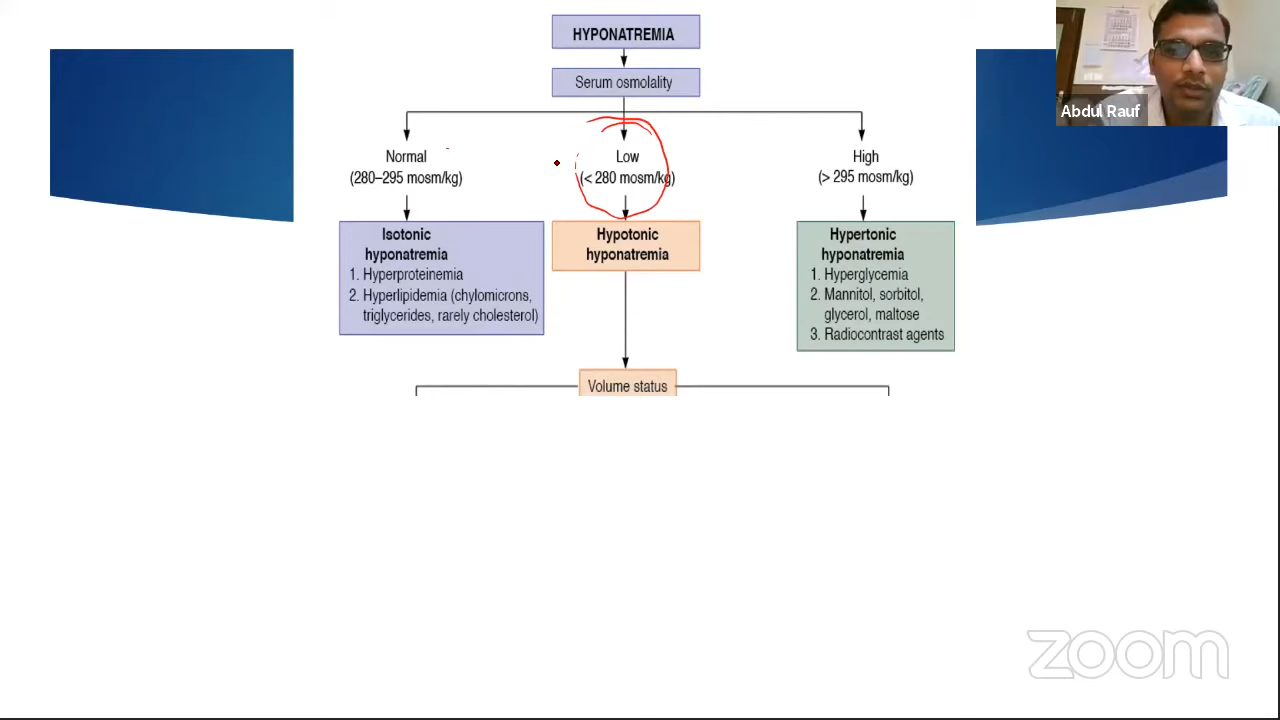 HYPONATREMIA
Serum osmolality
Normal
(280–295 mosm/kg)
Low
(< 280 mosm/kg)
High
(> 295 mosm/kg)
Isotonic
hyponatremia
1. Hyperproteinemia
2. Hyperlipidemia (chylomicrons,
triglycerides, rarely cholesterol)
Hypotonic
hyponatremia
Hypertonic
hyponatremia
1. Hyperglycemia
2. Mannitol, sorbitol,
glycerol, maltose
3. Radiocontrast agents
Volume status
Abdul Rauf
zoom